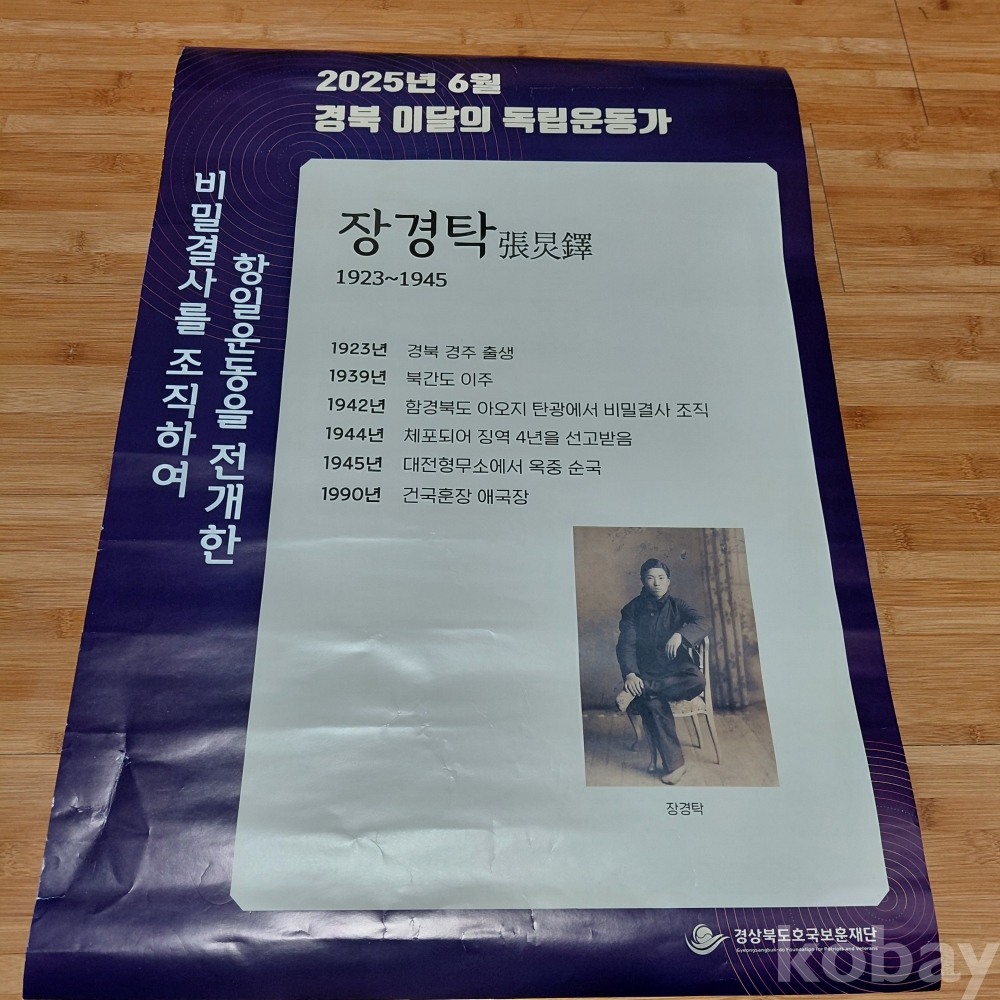 2025년 6월
경북 이달의 독립운동가
비밀결사를 조직하여
항일운동을 전개한
장경탁 張炅鐸
1923~1945
1923년 경북 경주 출생
1939년 북간도 이주
1942년 함경북도 아오지 탄광에서 비밀결사 조직
1944년 체포되어 징역 4년을 선고받음
1945년 대전형무소에서 옥중 순국
1990년 건국훈장 애국장
장경탁
경상북도호국보훈재단
Gyeongsangbuk-do Foundation for Patriots and Veterans
kobay